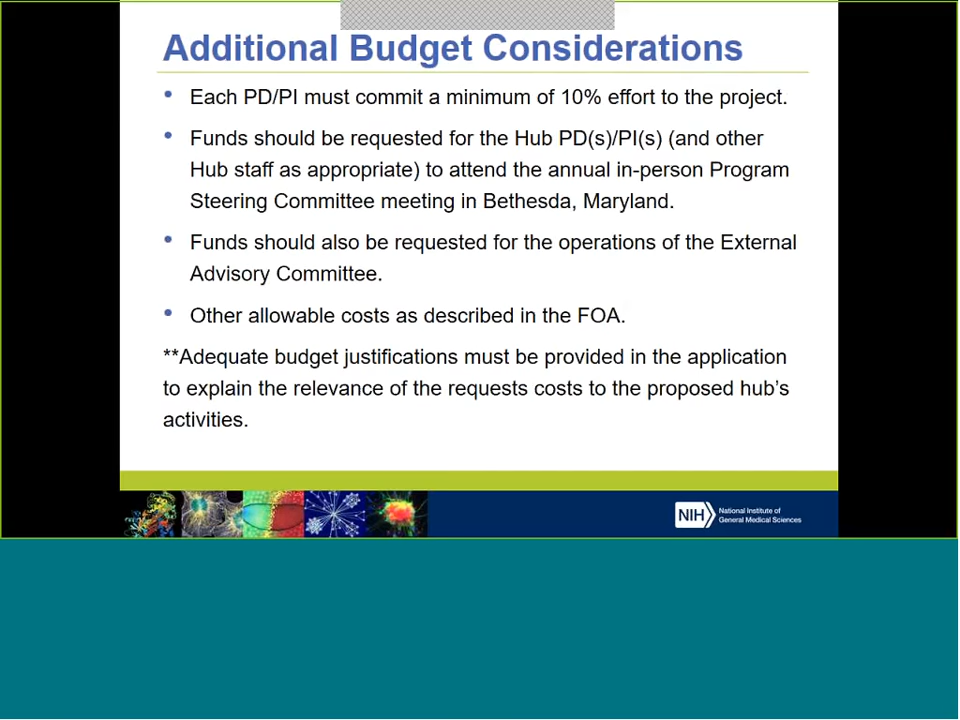 Additional Budget Considerations
• Each PD/PI must commit a minimum of 10% effort to the project.
• Funds should be requested for the Hub PD(s)/PI(s) (and other
Hub staff as appropriate) to attend the annual in-person Program
Steering Committee meeting in Bethesda, Maryland.
• Funds should also be requested for the operations of the External
Advisory Committee.
• Other allowable costs as described in the FOA.
**Adequate budget justifications must be provided in the application
to explain the relevance of the requests costs to the proposed hub's
activities.
NIH National Institute of
General Medical Sciences